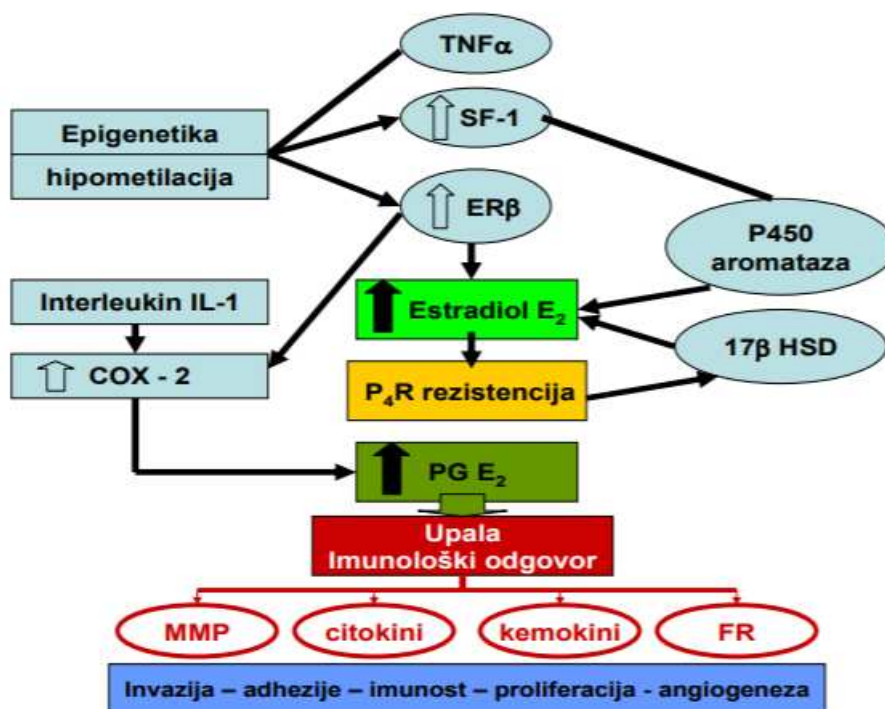 TNFα
SF-1
Epigenetika
hipometilacija
ERβ
P450
aromataza
Interleukin IL-1
Estradiol E₂
17β HSD
COX - 2
P₄R rezistencija
PG E₂
Upala
Imunološki odgovor
MMP
citokini
kemokini
FR
Invazija – adhezije – imunost – proliferacija - angiogeneza